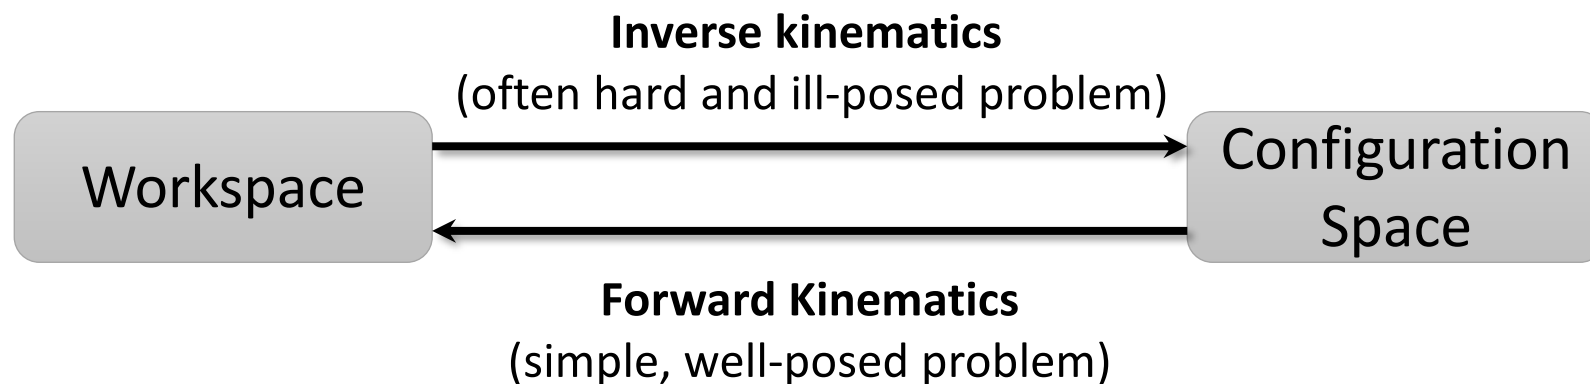 Inverse kinematics
(often hard and ill-posed problem)
Workspace
Configuration
Space
Forward Kinematics
(simple, well-posed problem)